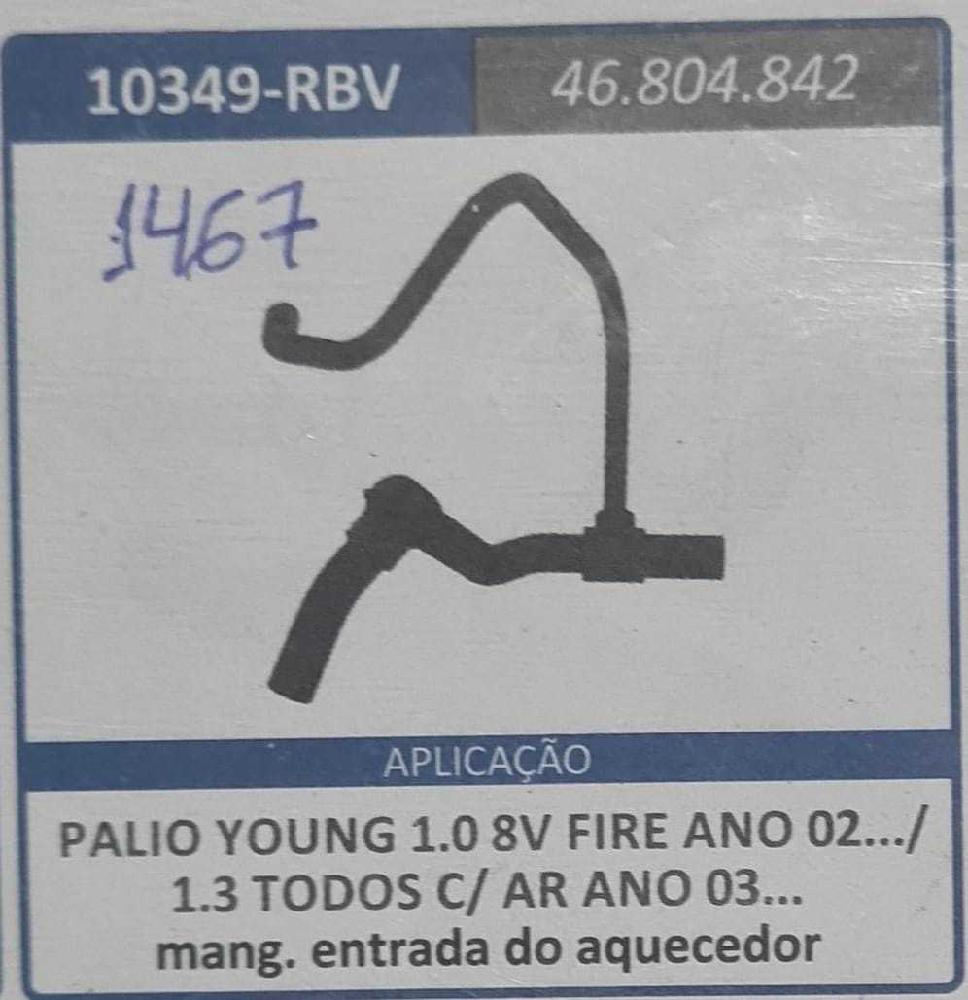 10349-RBV
46.804.842
1467
APLICAÇÃO
PALIO YOUNG 1.0 8V FIRE ANO 02.../
1.3 TODOS C/ AR ANO 03...
mang. entrada do aquecedor